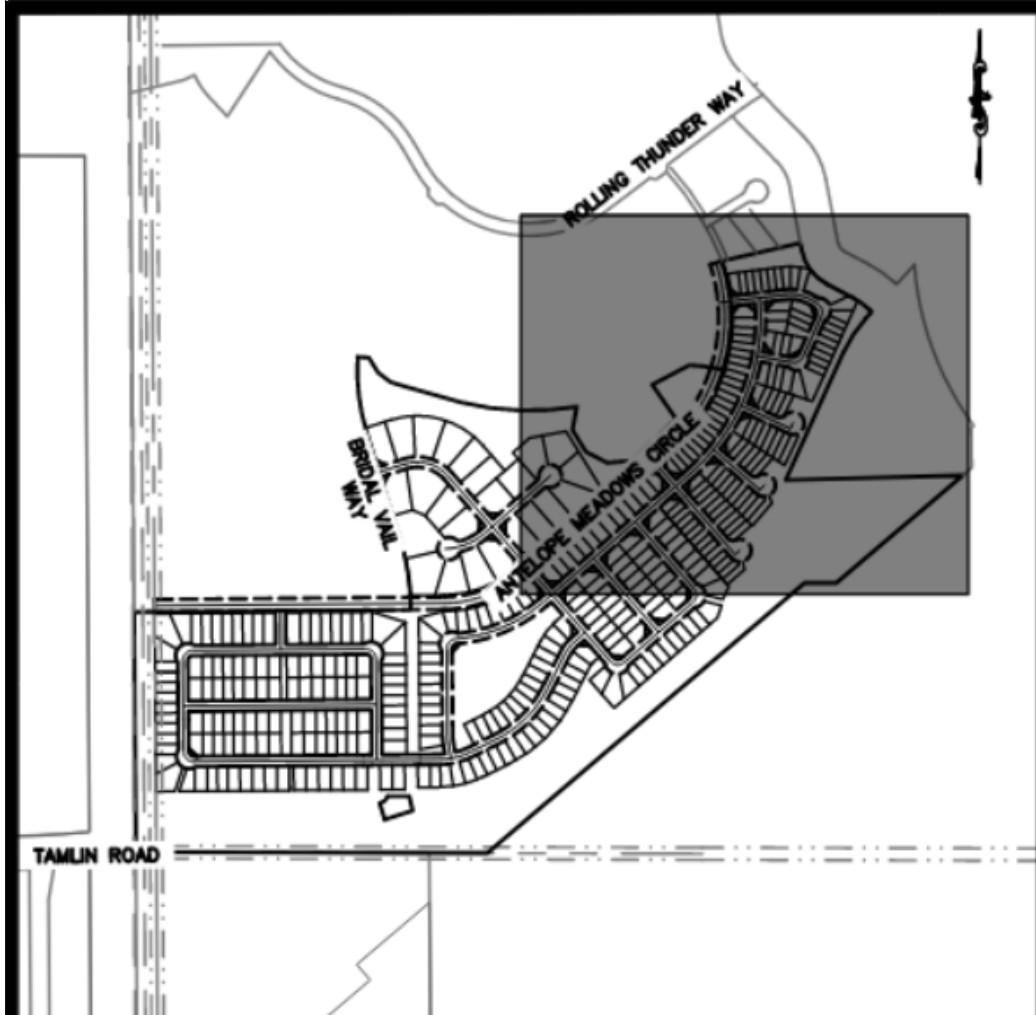 ROLLING THUNDER WAY
BRIDAL VAIL
WAY
ANTELOPE MEADOWS CIRCLE
TAMLIN ROAD